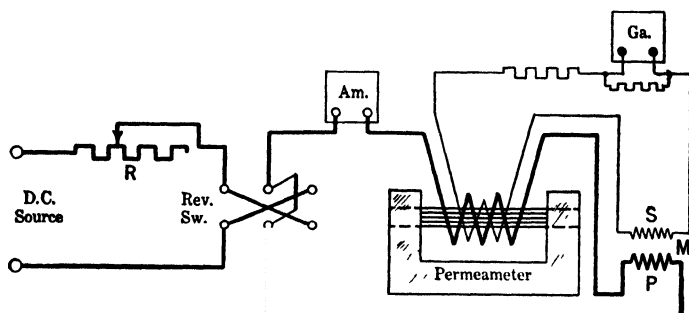 Ga.
Am.
R
D.C.
Source
Rev.
Sw.
S
M
P
Permeameter